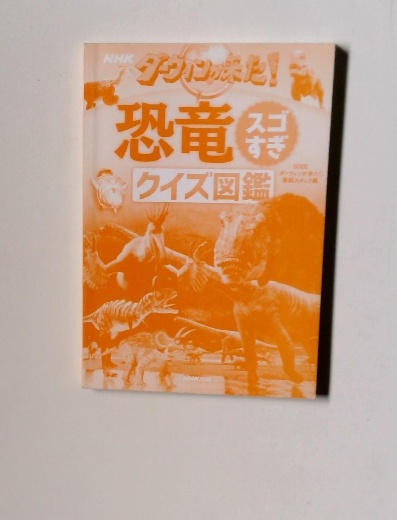 NHK
ダーウィンが来た!
恐竜
スゴ
すぎ
クイズ図鑑